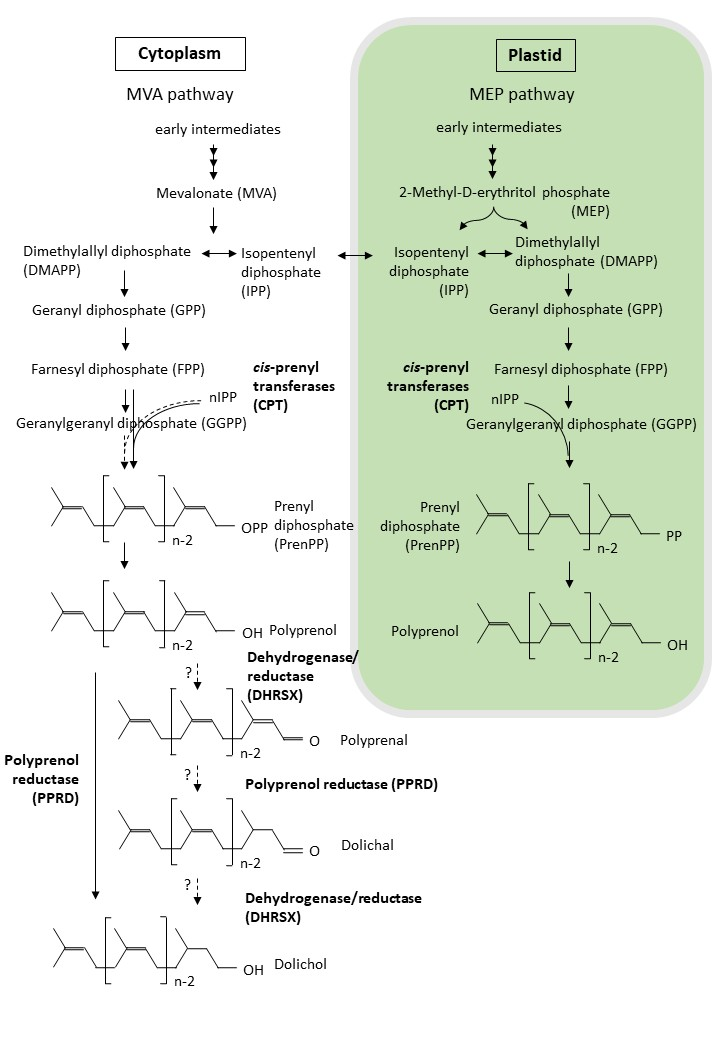 Cytoplasm
MVA pathway
early intermediates
Mevalonate (MVA)
Dimethylallyl diphosphate
(DMAPP)
Isopentenyl
diphosphate
(IPP)
Geranyl diphosphate (GPP)
Farnesyl diphosphate (FPP)
cis-prenyl
transferases
(CPT)
nIPP
Geranylgeranyl diphosphate (GGPP)
n-2
OPP
Prenyl
diphosphate
(PrenPP)
n-2
OH
Polyprenol
?
Dehydrogenase/
reductase
(DHRSX)
n-2
O
Polyprenal
Polyprenol
reductase
(PPRD)
?
Polyprenol reductase (PPRD)
n-2
O
Dolichal
?
Dehydrogenase/reductase
(DHRSX)
n-2
OH
Dolichol
Plastid
MEP pathway
early intermediates
2-Methyl-D-erythritol phosphate
(MEP)
Isopentenyl
diphosphate
(IPP)
Dimethylallyl
diphosphate (DMAPP)
Geranyl diphosphate (GPP)
cis-prenyl
transferases
(CPT)
Farnesyl diphosphate (FPP)
nIPP
Geranylgeranyl diphosphate (GGPP)
Prenyl
diphosphate
(PrenPP)
n-2
PP
Polyprenol
n-2
OH